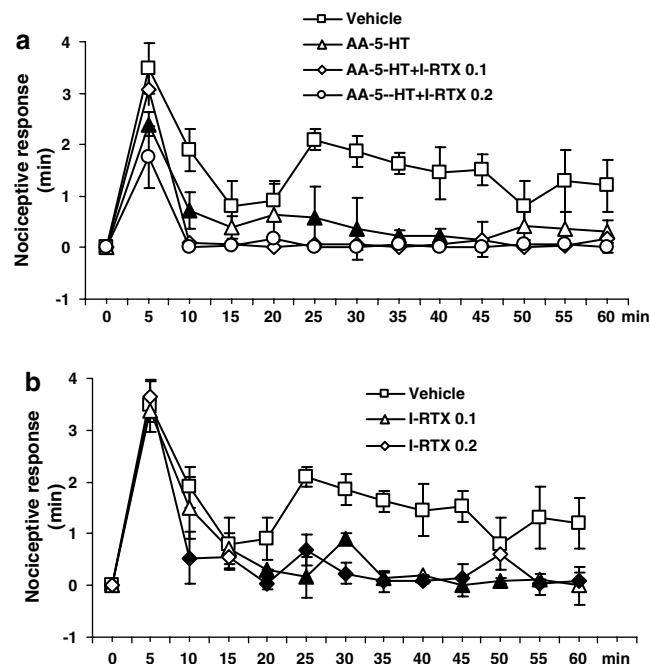 a
Vehicle
AA-5-HT
AA-5-HT+I-RTX 0.1
AA-5--HT+I-RTX 0.2
Nociceptive response
(min)
4
3
2
1
0
-1
0 5 10 15 20 25 30 35 40 45 50 55 60 min
b
Vehicle
I-RTX 0.1
I-RTX 0.2
Nociceptive response
(min)
4
3
2
1
0
-1
0 5 10 15 20 25 30 35 40 45 50 55 60 min